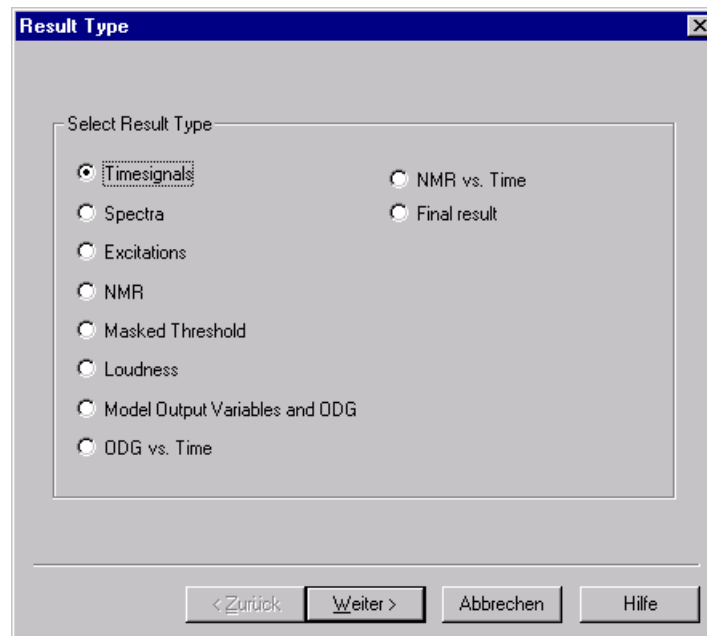 Result Type
Select Result Type
Timesignals
Spectra
Excitations
NMR
Masked Threshold
Loudness
Model Output Variables and ODG
ODG vs. Time
NMR vs. Time
Final result
< Zurück
Weiter >
Abbrechen
Hilfe